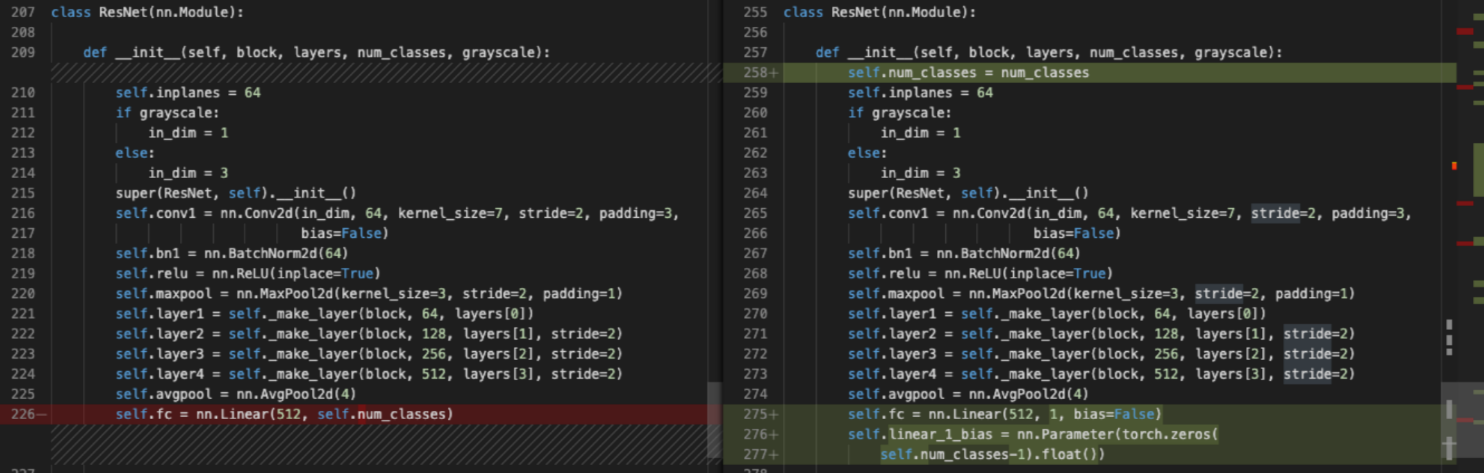 207 class ResNet(nn.Module):
208
209     def __init__(self, block, layers, num_classes, grayscale):
210         self.inplanes = 64
211         if grayscale:
212             in_dim = 1
213         else:
214             in_dim = 3
215         super(ResNet, self).__init__()
216         self.conv1 = nn.Conv2d(in_dim, 64, kernel_size=7, stride=2, padding=3,
217                                bias=False)
218         self.bn1 = nn.BatchNorm2d(64)
219         self.relu = nn.ReLU(inplace=True)
220         self.maxpool = nn.MaxPool2d(kernel_size=3, stride=2, padding=1)
221         self.layer1 = self._make_layer(block, 64, layers[0])
222         self.layer2 = self._make_layer(block, 128, layers[1], stride=2)
223         self.layer3 = self._make_layer(block, 256, layers[2], stride=2)
224         self.layer4 = self._make_layer(block, 512, layers[3], stride=2)
225         self.avgpool = nn.AvgPool2d(4)
226—        self.fc = nn.Linear(512, self.num_classes)
255 class ResNet(nn.Module):
256
257     def __init__(self, block, layers, num_classes, grayscale):
258+        self.num_classes = num_classes
259         self.inplanes = 64
260         if grayscale:
261             in_dim = 1
262         else:
263             in_dim = 3
264         super(ResNet, self).__init__()
265         self.conv1 = nn.Conv2d(in_dim, 64, kernel_size=7, stride=2, padding=3,
266                                bias=False)
267         self.bn1 = nn.BatchNorm2d(64)
268         self.relu = nn.ReLU(inplace=True)
269         self.maxpool = nn.MaxPool2d(kernel_size=3, stride=2, padding=1)
270         self.layer1 = self._make_layer(block, 64, layers[0])
271         self.layer2 = self._make_layer(block, 128, layers[1], stride=2)
272         self.layer3 = self._make_layer(block, 256, layers[2], stride=2)
273         self.layer4 = self._make_layer(block, 512, layers[3], stride=2)
274         self.avgpool = nn.AvgPool2d(4)
275+        self.fc = nn.Linear(512, 1, bias=False)
276+        self.linear_1_bias = nn.Parameter(torch.zeros(
277+            self.num_classes-1).float())